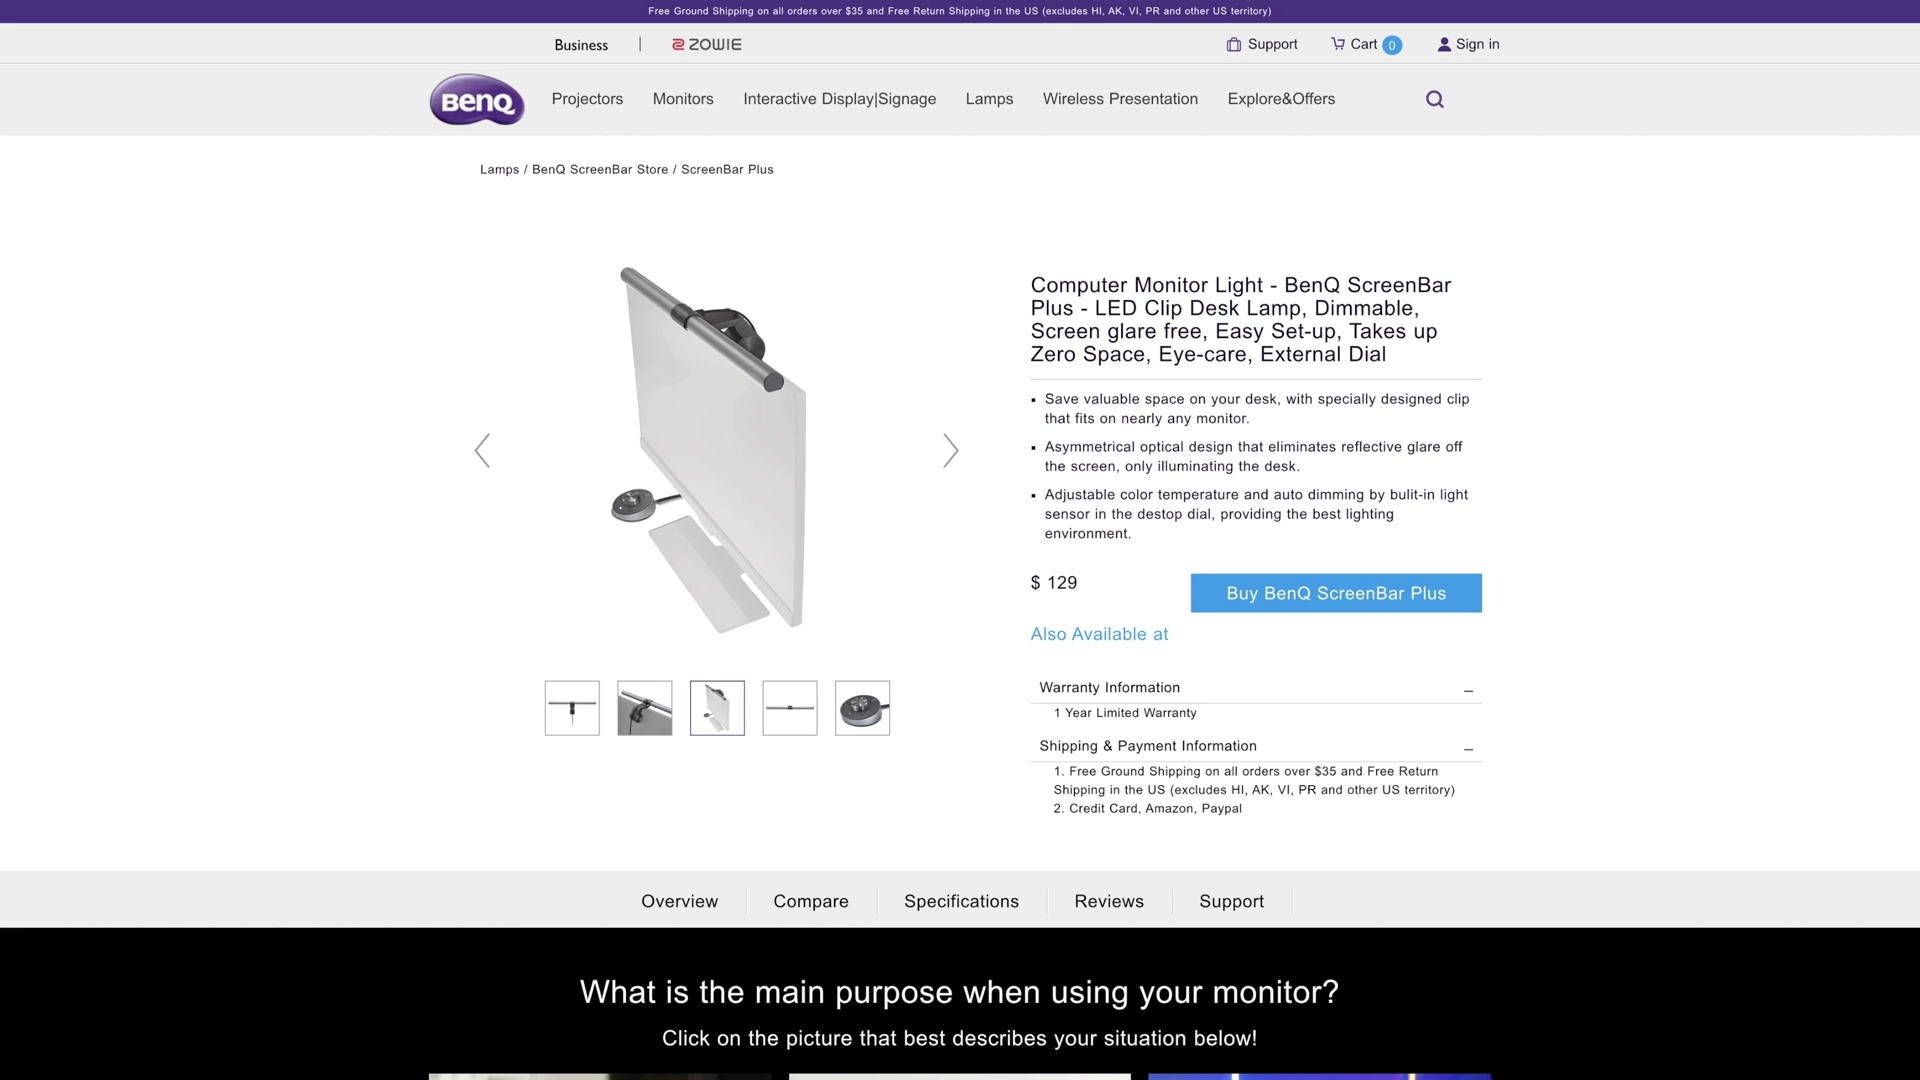 Free Ground Shipping on all orders over $35 and Free Return Shipping in the US (excludes HI, AK, VI, PR and other US territory)
Business | ZOWIE Support Cart 0 Sign in
BenQ Projectors Monitors Interactive Display|Signage Lamps Wireless Presentation Explore&Offers
Lamps / BenQ ScreenBar Store / ScreenBar Plus
Computer Monitor Light - BenQ ScreenBar
Plus - LED Clip Desk Lamp, Dimmable,
Screen glare free, Easy Set-up, Takes up
Zero Space, Eye-care, External Dial
Save valuable space on your desk, with specially designed clip
that fits on nearly any monitor.
Asymmetrical optical design that eliminates reflective glare off
the screen, only illuminating the desk.
Adjustable color temperature and auto dimming by bulit-in light
sensor in the destop dial, providing the best lighting
environment.
$ 129
Buy BenQ ScreenBar Plus
Also Available at
Warranty Information
1 Year Limited Warranty
Shipping & Payment Information
1. Free Ground Shipping on all orders over $35 and Free Return
Shipping in the US (excludes HI, AK, VI, PR and other US territory)
2. Credit Card, Amazon, Paypal
Overview Compare Specifications Reviews Support
What is the main purpose when using your monitor?
Click on the picture that best describes your situation below!